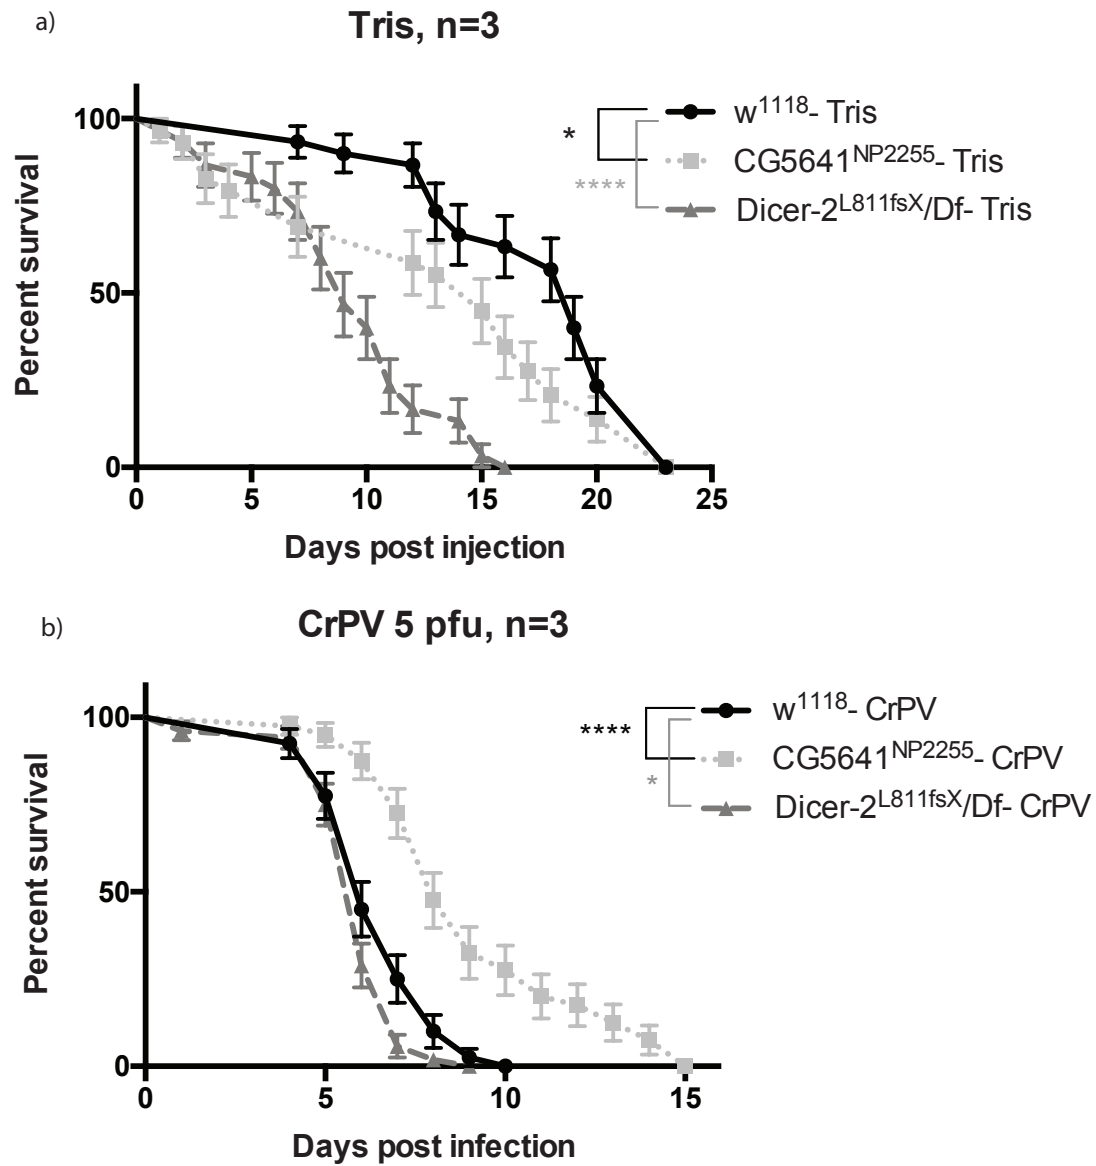 a)
Tris, n=3
Percent survival
100
50
0
0 5 10 15 20 25
Days post injection
* 
****
w1118- Tris
CG5641NP2255- Tris
Dicer-2L811fsX/Df- Tris
b)
CrPV 5 pfu, n=3
Percent survival
100
50
0
0 5 10 15
Days post infection
****
*
w1118- CrPV
CG5641NP2255- CrPV
Dicer-2L811fsX/Df- CrPV